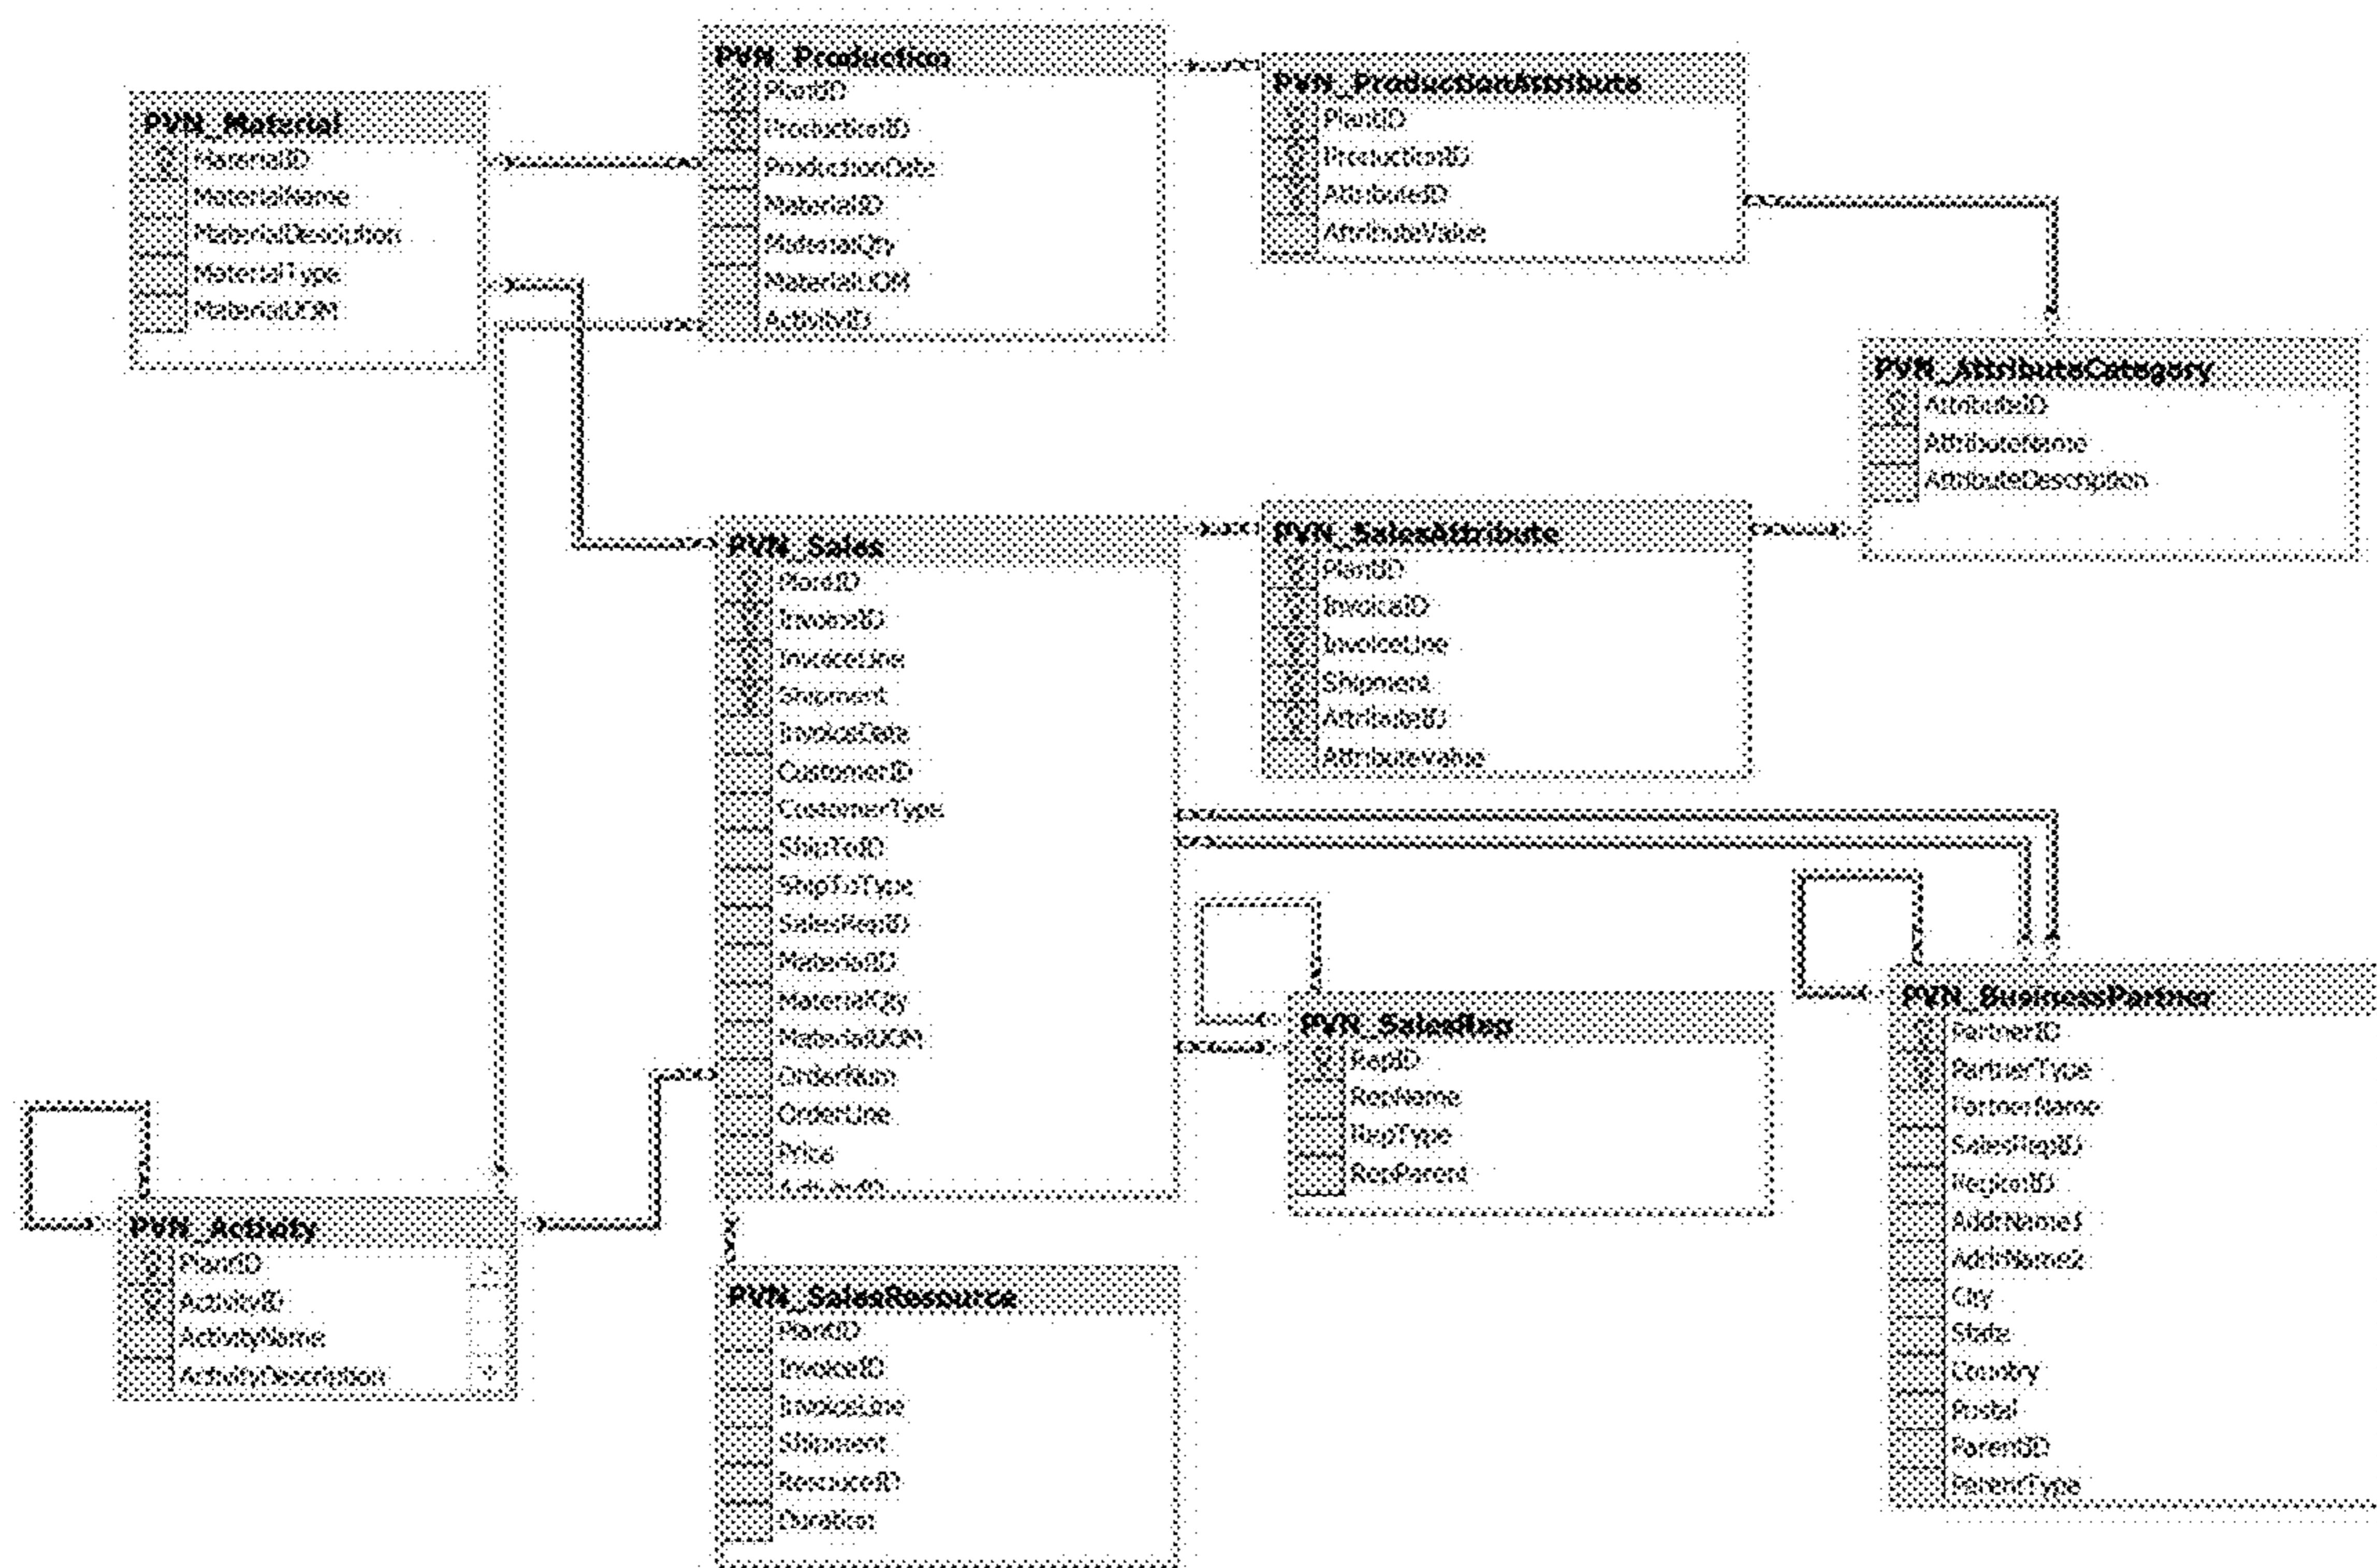 PVN_Material
MaterialID
MaterialName
MaterialDescription
MaterialType
MaterialUOM
PVN_Production
PlantID
ProductionID
ProductionDate
MaterialID
MaterialQty
MaterialUOM
ActivityID
PVN_ProductionAttribute
PlantID
ProductionID
AttributeID
AttributeValue
PVN_AttributeCategory
AttributeID
AttributeName
AttributeDescription
PVN_Sales
PlantID
InvoiceID
InvoiceLine
Shipment
InvoiceDate
CustomerID
CustomerType
ShipToID
ShipToType
SalesRepID
MaterialID
MaterialQty
MaterialUOM
OrderNum
OrderLine
Price
PVN_SalesAttribute
PlantID
InvoiceID
InvoiceLine
Shipment
AttributeID
AttributeValue
PVN_SalesRep
RepID
RepName
RepType
RepParent
PVN_BusinessPartner
PartnerID
PartnerType
PartnerName
SalesRepID
RegionID
AddrName1
AddrName2
City
State
Country
Postal
ParentID
ParentType
PVN_Activity
PlantID
ActivityID
ActivityName
ActivityDescription
PVN_SalesResource
PlantID
InvoiceID
InvoiceLine
Shipment
ResourceID
Duration